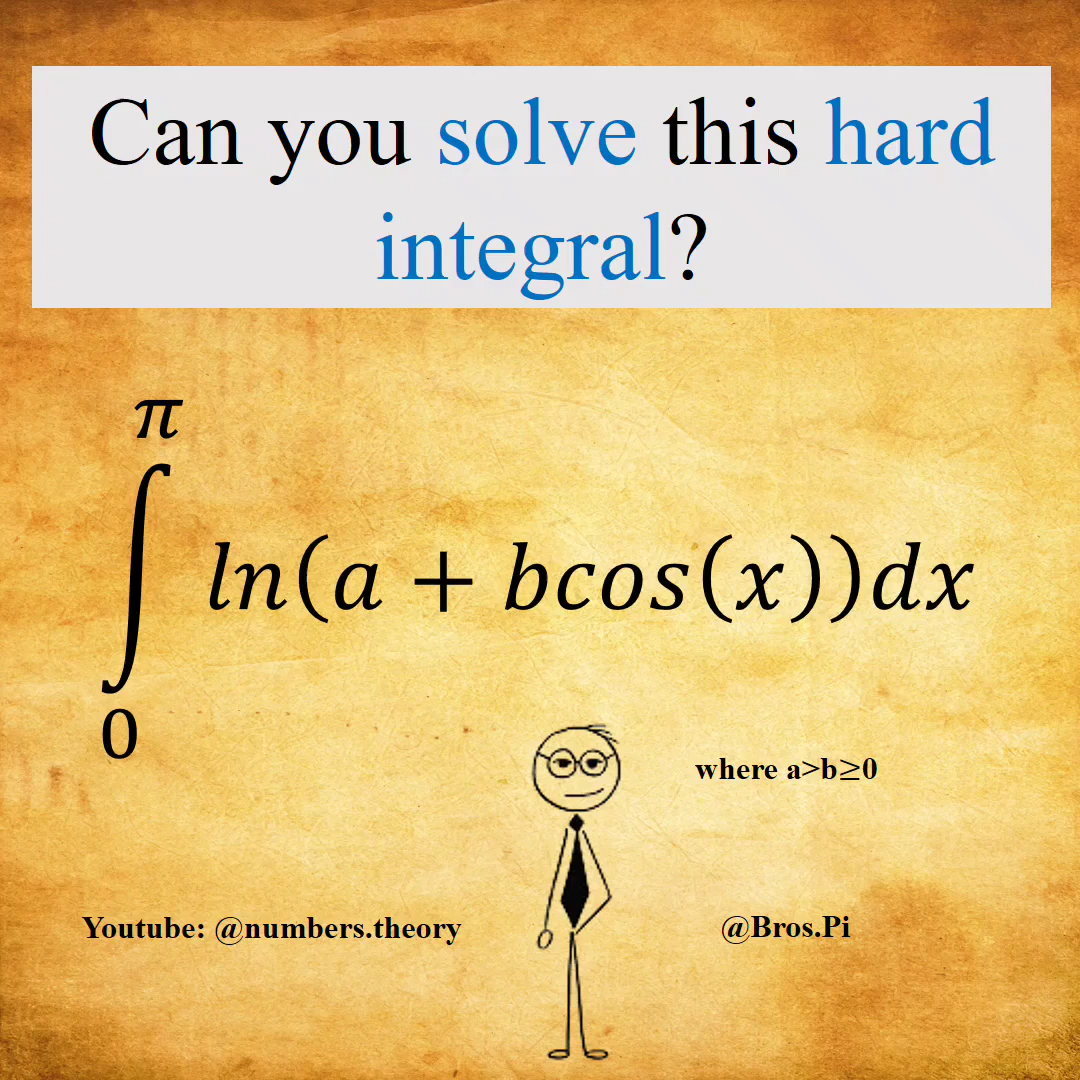 Can you solve this hard
integral?
π
∫ ln(a + bcos(x))dx
0
where a>b≥0
Youtube: @numbers.theory
@Bros.Pi